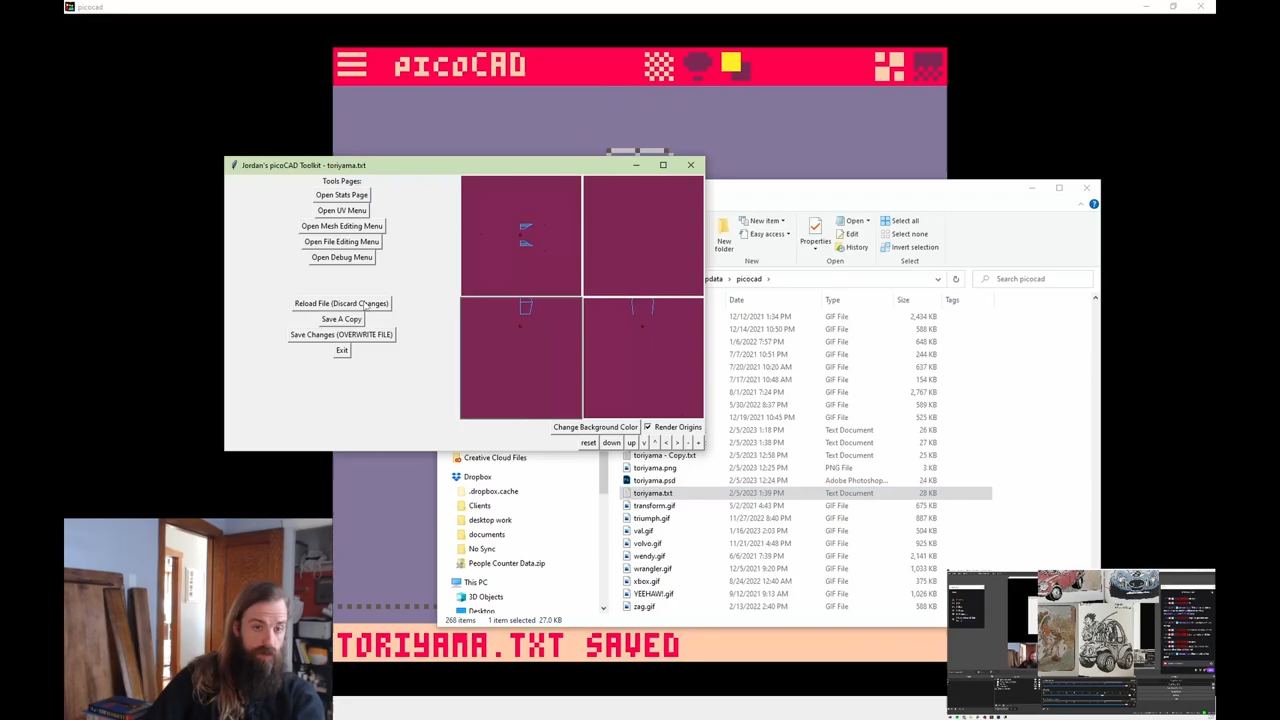 picocad
picoCAD
Jordan's picoCAD Toolkit - toriyama.txt
Tools Pages:
Open Stats Page
Open UV Menu
Open Mesh Editing Menu
Open File Editing Menu
Open Debug Menu
Reload File (Discard Changes)
Save A Copy
Save Changes (OVERWRITE FILE)
Exit
Change Background Color
Render Origins
reset
down
up
v
^
<
>
-
+
New folder
New item
Easy access
New
Properties
Open
Edit
History
Open
Select all
Select none
Invert selection
Select
picocad
Search picocad
Date
Type
Size
Tags
12/12/2021 1:34 PM GIF File 2,434 KB
12/14/2021 10:50 PM GIF File 588 KB
1/6/2022 7:57 PM GIF File 648 KB
7/7/2021 10:51 PM GIF File 244 KB
7/20/2021 10:20 AM GIF File 637 KB
7/17/2021 10:48 AM GIF File 154 KB
8/1/2021 7:24 PM GIF File 2,767 KB
5/30/2022 8:37 PM GIF File 589 KB
12/19/2021 10:45 PM GIF File 525 KB
2/5/2023 1:18 PM Text Document 26 KB
2/5/2023 1:38 PM Text Document 27 KB
toriyama - Copy.txt 2/5/2023 12:56 PM Text Document 25 KB
toriyama.png 2/5/2023 12:25 PM PNG File 3 KB
toriyama.psd 2/5/2023 12:24 PM Adobe Photoshop... 24 KB
toriyama.txt 2/5/2023 1:39 PM Text Document 28 KB
transform.gif 5/2/2021 4:43 PM GIF File 675 KB
triumph.gif 11/27/2022 8:40 PM GIF File 887 KB
val.gif 1/16/2023 2:03 PM GIF File 504 KB
volvo.gif 11/21/2021 4:48 PM GIF File 925 KB
wendy.gif 6/6/2021 7:39 PM GIF File 2,141 KB
wrangler.gif 12/5/2021 9:20 PM GIF File 1,033 KB
xbox.gif 8/24/2022 12:40 AM GIF File 375 KB
YEEHAW!.gif 9/12/2021 9:13 AM GIF File 1,026 KB
zag.gif 2/13/2022 2:40 PM GIF File 588 KB
Creative Cloud Files
Dropbox
.dropbox.cache
Clients
desktop work
documents
No Sync
People Counter Data.zip
This PC
3D Objects
Desktop
268 items
1 item selected 27.0 KB
TORIYAMA TXT SAVED